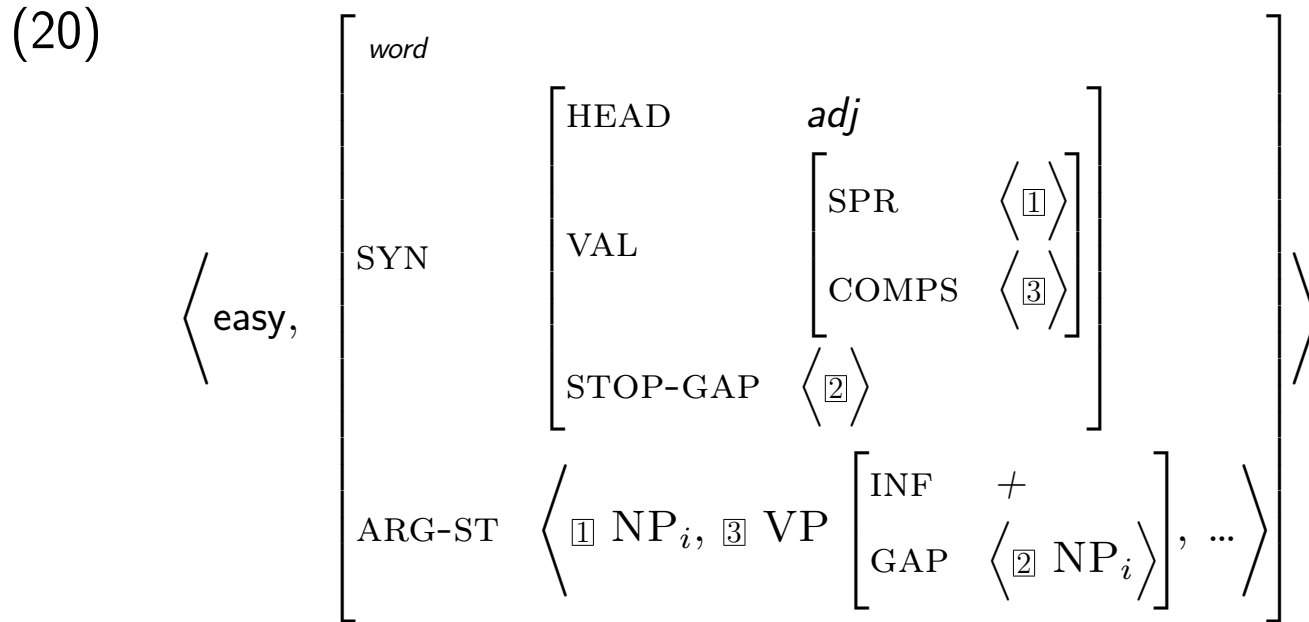 (20)
word
HEAD adj
SPR ⟨ 1 ⟩
VAL
SYN
COMPS ⟨ 3 ⟩
⟨ easy,
STOP-GAP ⟨ 2 ⟩
INF +
ARG-ST ⟨ 1 NPᵢ, 3 VP , ... ⟩
GAP ⟨ 2 NPᵢ ⟩